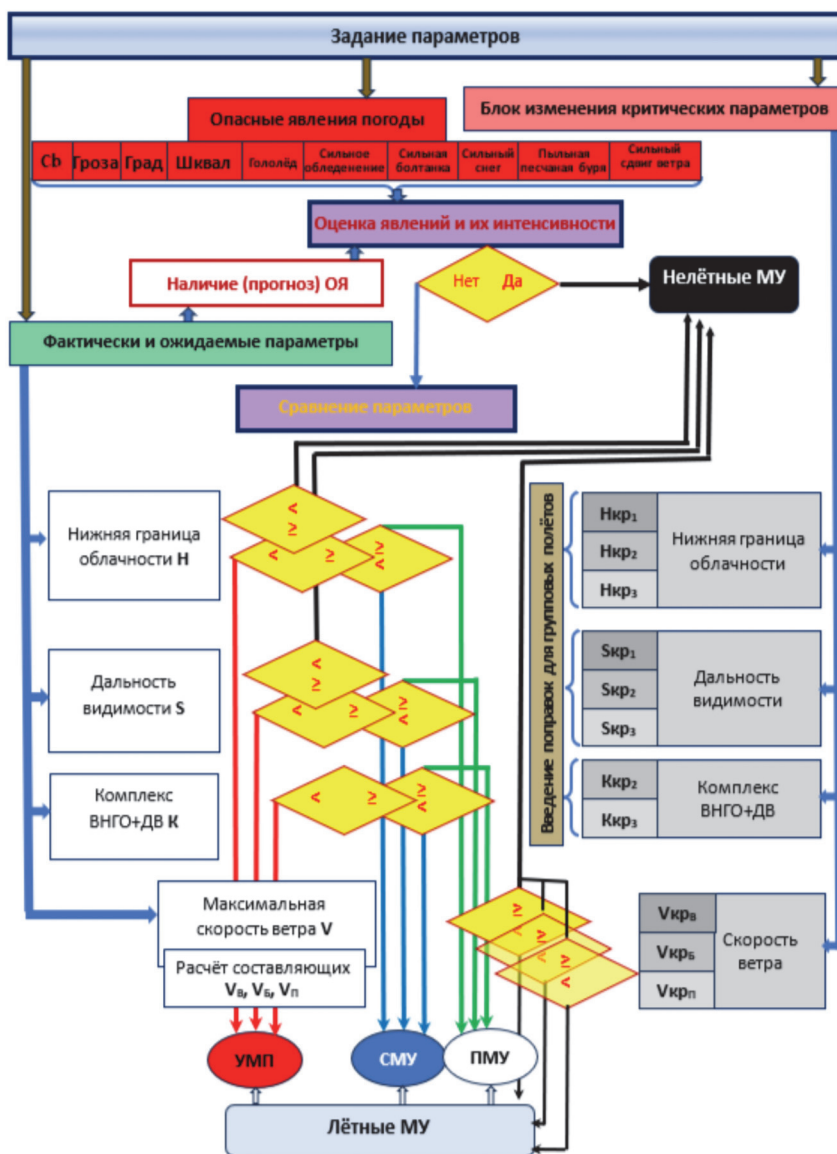 Задание параметров
Опасные явления погоды
Блок изменения критических параметров
Cb
Гроза
Град
Шквал
Гололёд
Сильное
обледенение
Сильная
болтанка
Сильный
снег
Пыльная
песчаная буря
Сильный
сдвиг ветра
Оценка явлений и их интенсивности
Наличие (прогноз) ОЯ
Нет Да
Нелётные МУ
Фактически и ожидаемые параметры
Сравнение параметров
Нижняя граница
облачности H
<
≥
< ≥
≥
<
Введение поправок для групповых полётов
Hкр₁
Hкр₂
Hкр₃
Нижняя граница
облачности
Дальность
видимости S
<
≥
< ≥
≥
<
Sкр₁
Sкр₂
Sкр₃
Дальность
видимости
Комплекс
ВНГО+ДВ К
< ≥
≥
<
Ккр₂
Ккр₃
Комплекс
ВНГО+ДВ
Максимальная
скорость ветра V
Расчёт составляющих
Vв, Vб, Vп
≥
<
≥
<
≥
<
Vкрв
Vкрб
Vкрп
Скорость
ветра
УМП
СМУ
ПМУ
Лётные МУ